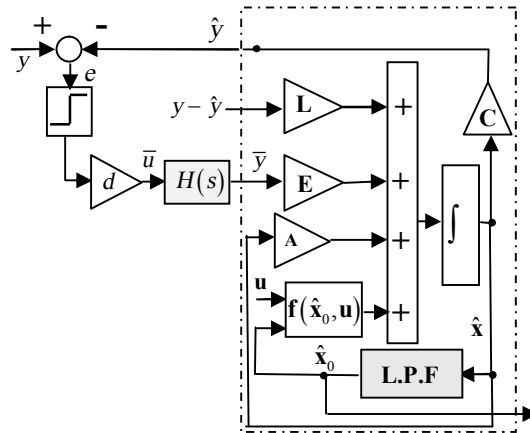 + - ŷ
y e
y − ŷ L + C
d ū H(s) ȳ E +
A + ∫
u f(x̂₀, u) + x̂
x̂₀ L.P.F